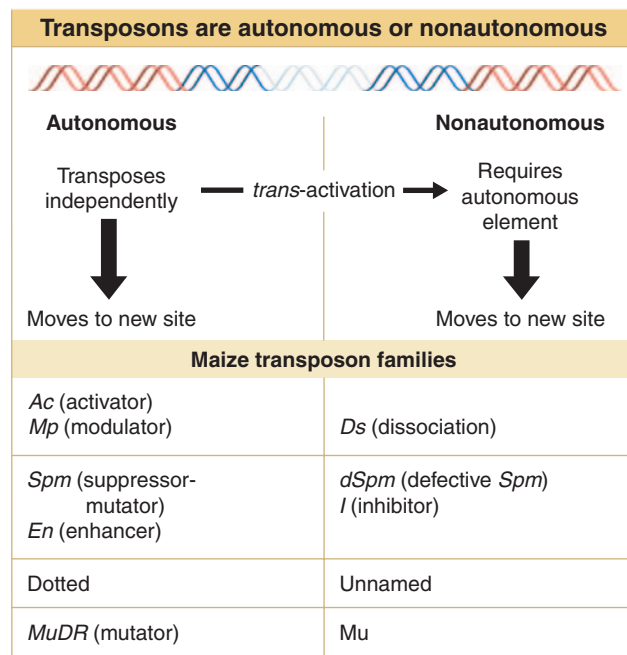 Transposons are autonomous or nonautonomous
Autonomous
Nonautonomous
Transposes
independently
trans-activation
Requires
autonomous
element
Moves to new site
Moves to new site
Maize transposon families
Ac (activator)
Mp (modulator)
Ds (dissociation)
Spm (suppressor-
mutator)
En (enhancer)
dSpm (defective Spm)
I (inhibitor)
Dotted
Unnamed
MuDR (mutator)
Mu